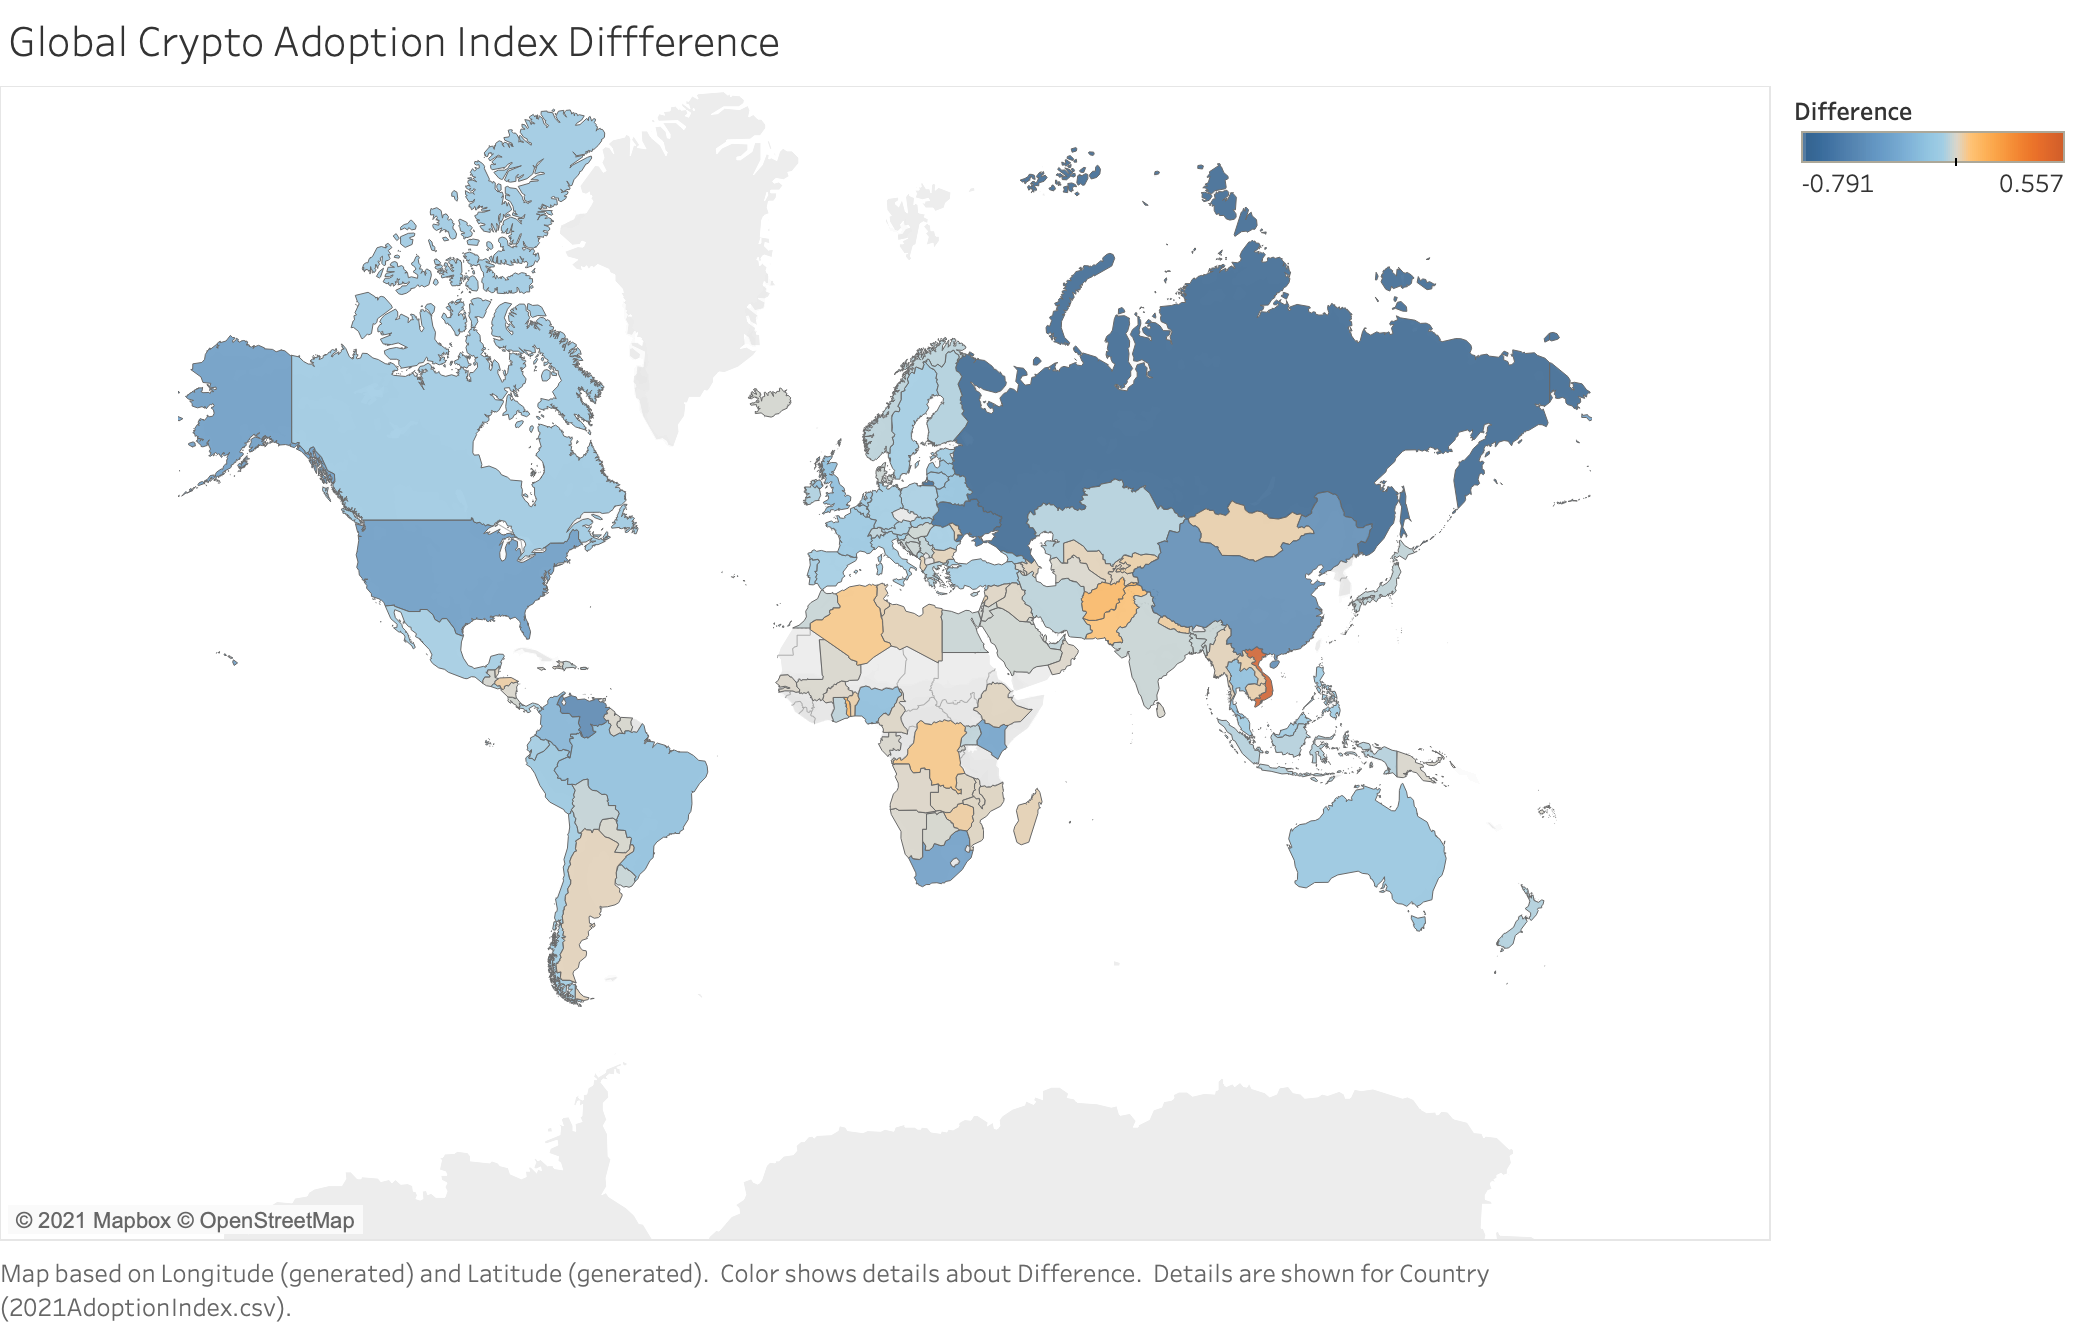 Global Crypto Adoption Index Diffference
Difference
-0.791 0.557
© 2021 Mapbox © OpenStreetMap
Map based on Longitude (generated) and Latitude (generated).  Color shows details about Difference.  Details are shown for Country
(2021AdoptionIndex.csv).